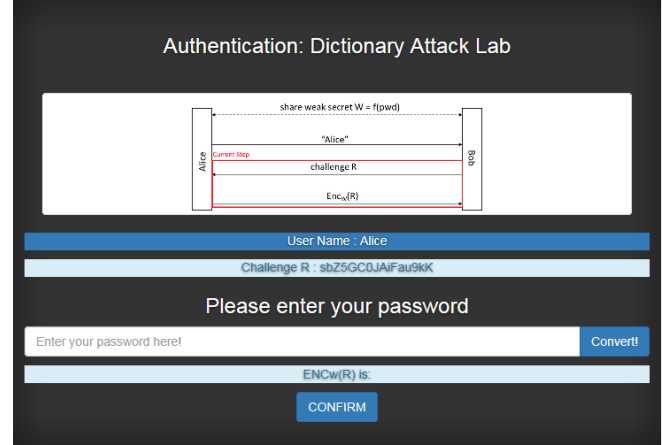 Authentication: Dictionary Attack Lab
share weak secret W = f(pwd)
"Alice"
Current Step
Alice
Bob
challenge R
Encw(R)
User Name : Alice
Challenge R : sbZ5GC0JAiFau9kK
Please enter your password
Enter your password here!
Convert!
ENCw(R) is:
CONFIRM